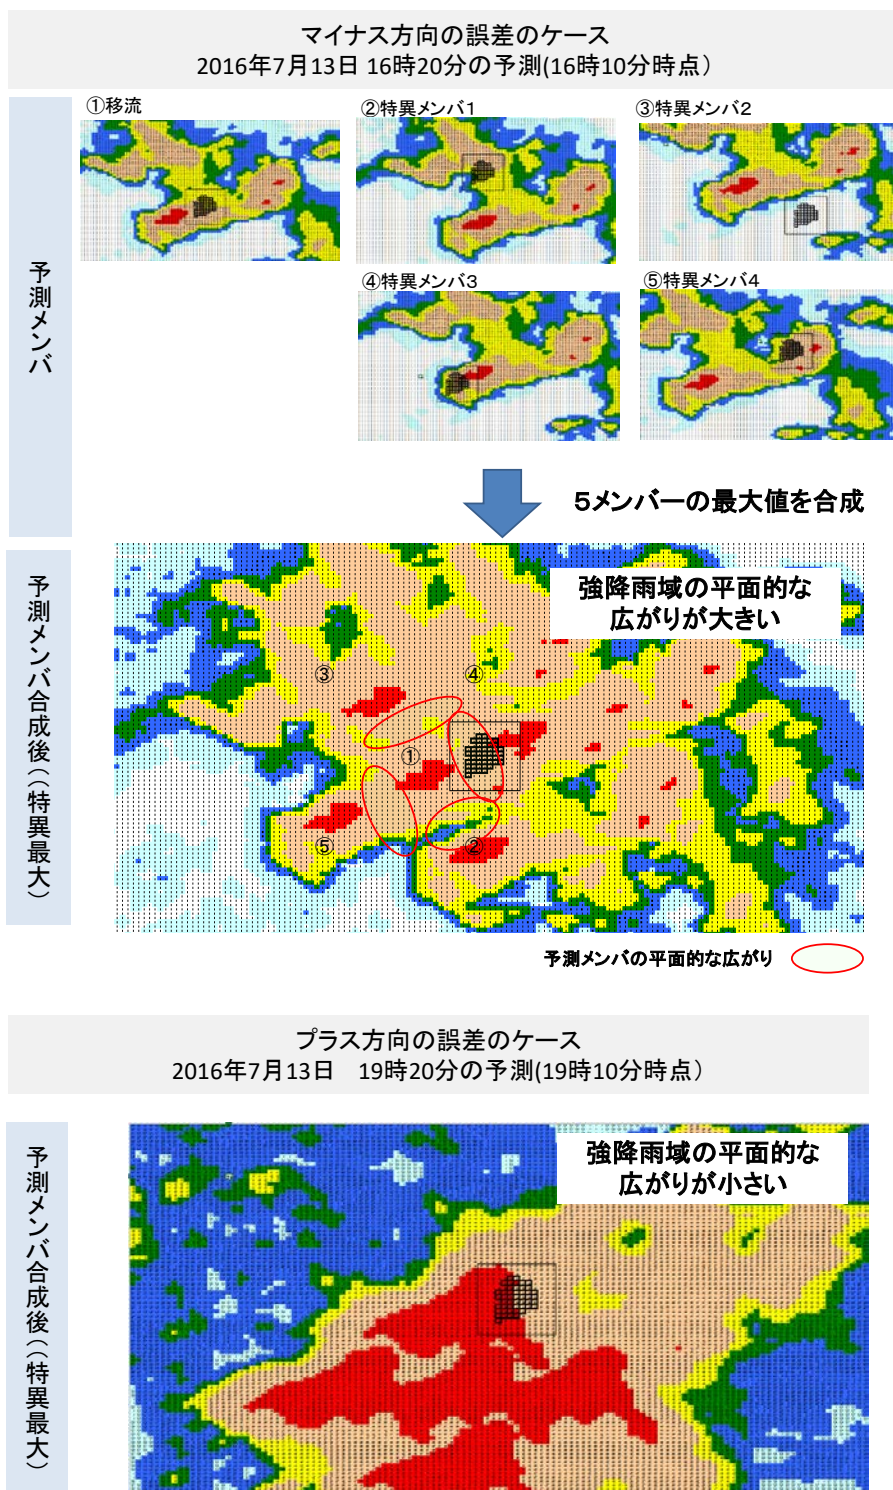 マイナス方向の誤差のケース
2016年7月13日 16時20分の予測(16時10分時点）
予測メンバ
①移流
②特異メンバ１
③特異メンバ２
④特異メンバ３
⑤特異メンバ４
５メンバーの最大値を合成
予測メンバ合成後（（特異最大）
強降雨域の平面的な
広がりが大きい
③
④
①
⑤
②
予測メンバの平面的な広がり
プラス方向の誤差のケース
2016年7月13日　19時20分の予測(19時10分時点）
予測メンバ合成後（（特異最大）
強降雨域の平面的な
広がりが小さい